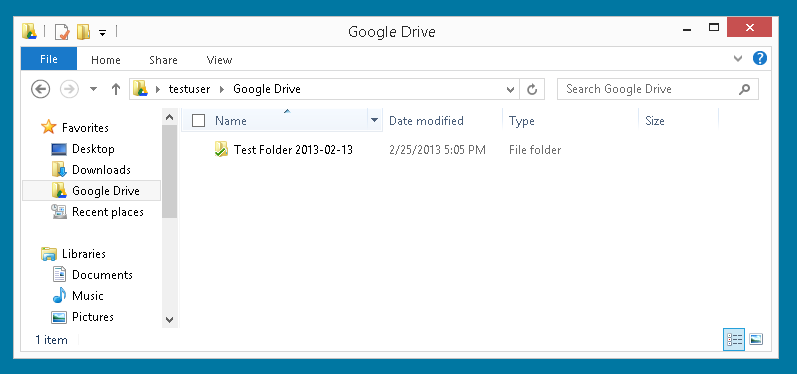 Google Drive
File Home Share View
testuser Google Drive Search Google Drive
Name Date modified Type Size
Test Folder 2013-02-13 2/25/2013 5:05 PM File folder
Favorites
Desktop
Downloads
Google Drive
Recent places
Libraries
Documents
Music
Pictures
1 item